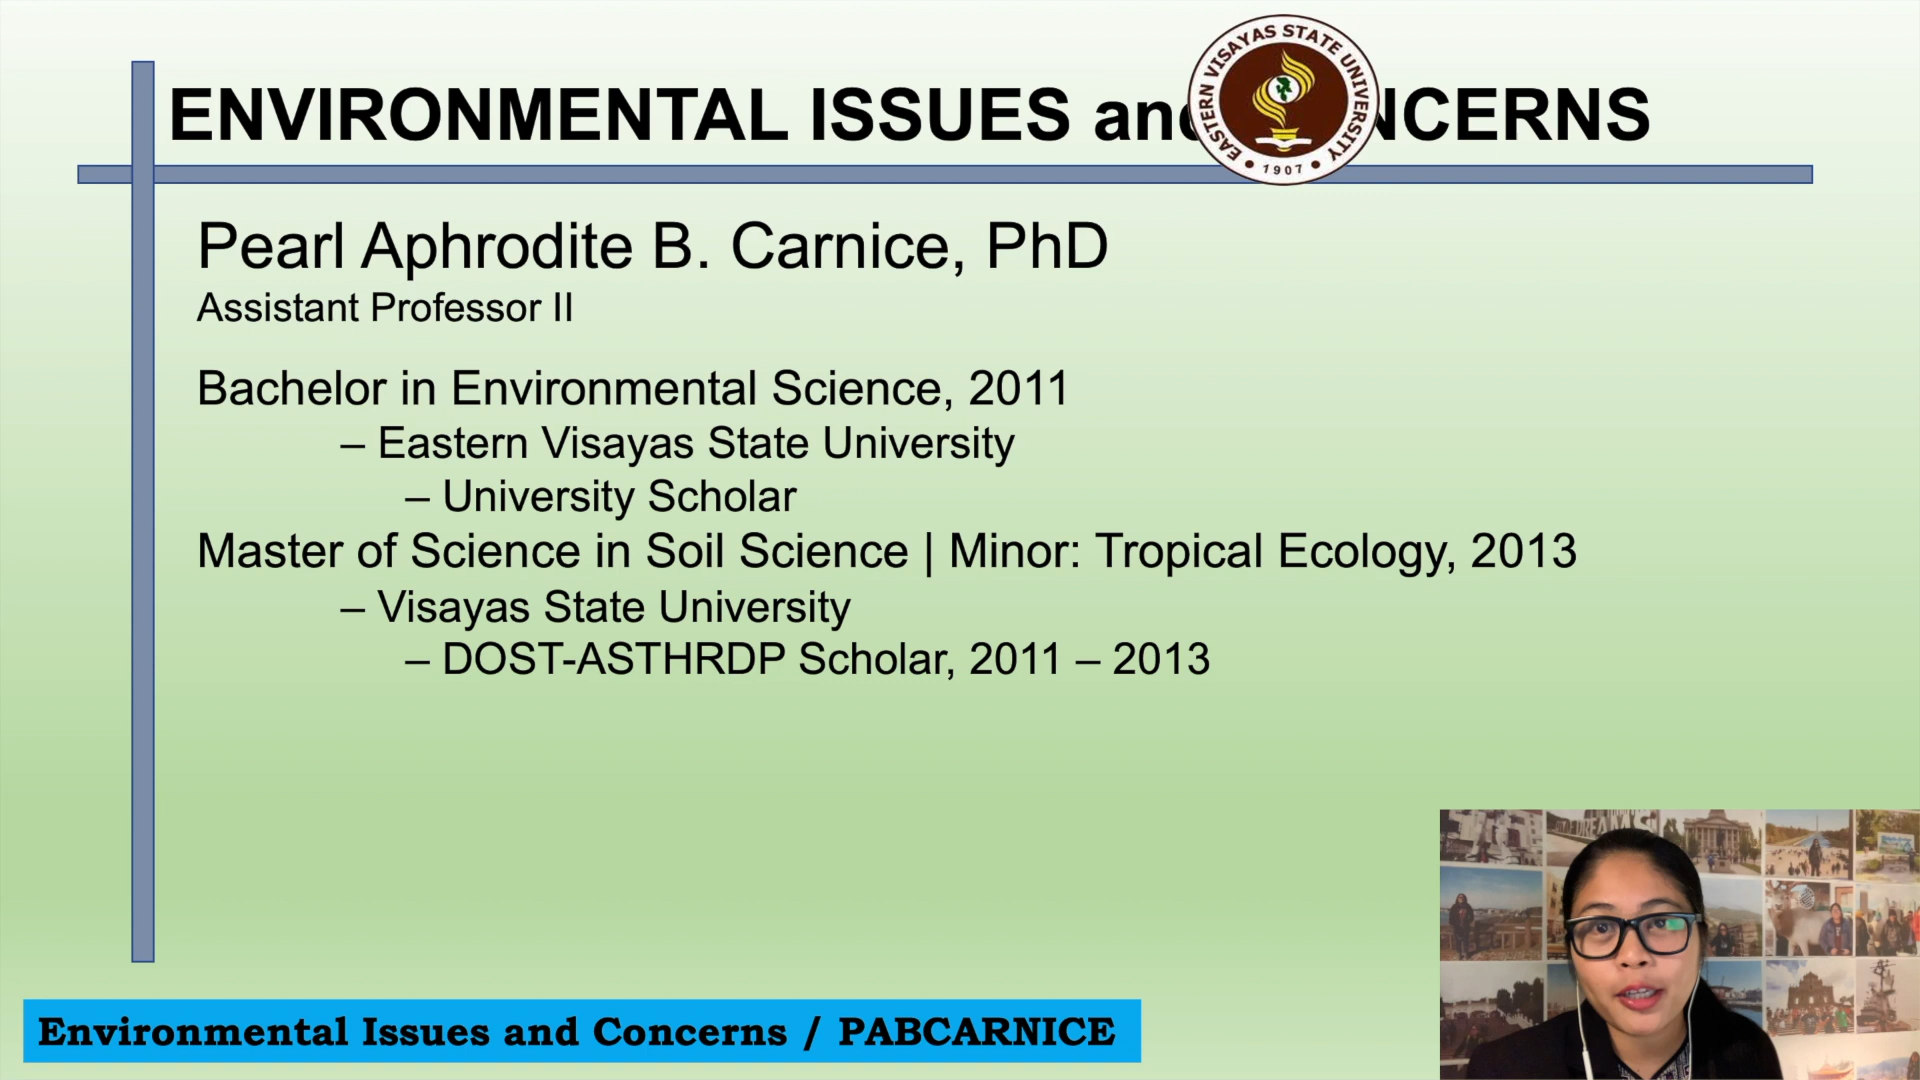 ENVIRONMENTAL ISSUES and
NCERNS
EASTERN VISAYAS STATE UNIVERSITY
• 1907 •
Pearl Aphrodite B. Carnice, PhD
Assistant Professor II
Bachelor in Environmental Science, 2011
– Eastern Visayas State University
– University Scholar
Master of Science in Soil Science | Minor: Tropical Ecology, 2013
– Visayas State University
– DOST-ASTHRDP Scholar, 2011 – 2013
DREAMS
Environmental Issues and Concerns / PABCARNICE